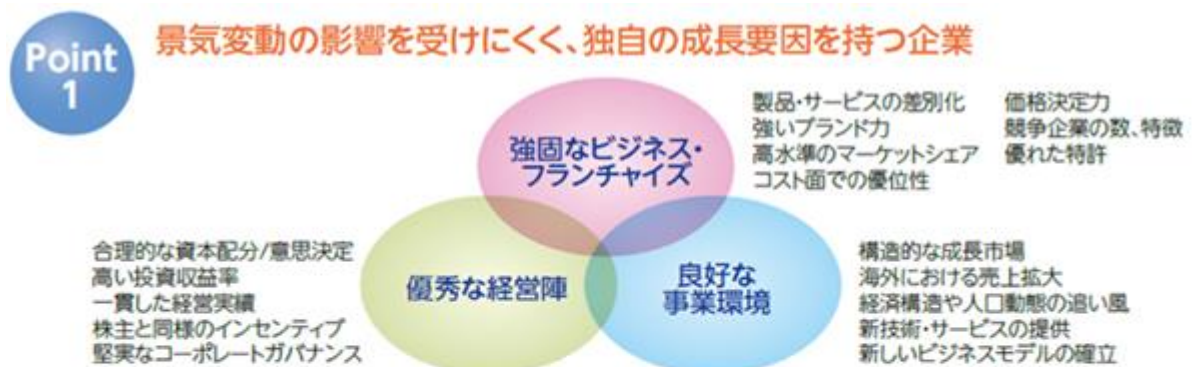 Point
1
景気変動の影響を受けにくく、独自の成長要因を持つ企業
強固なビジネス・
フランチャイズ
製品・サービスの差別化
強いブランド力
高水準のマーケットシェア
コスト面での優位性
価格決定力
競争企業の数、特徴
優れた特許
合理的な資本配分/意思決定
高い投資収益率
一貫した経営実績
株主と同様のインセンティブ
堅実なコーポレートガバナンス
優秀な経営陣
良好な
事業環境
構造的な成長市場
海外における売上拡大
経済構造や人口動態の追い風
新技術・サービスの提供
新しいビジネスモデルの確立